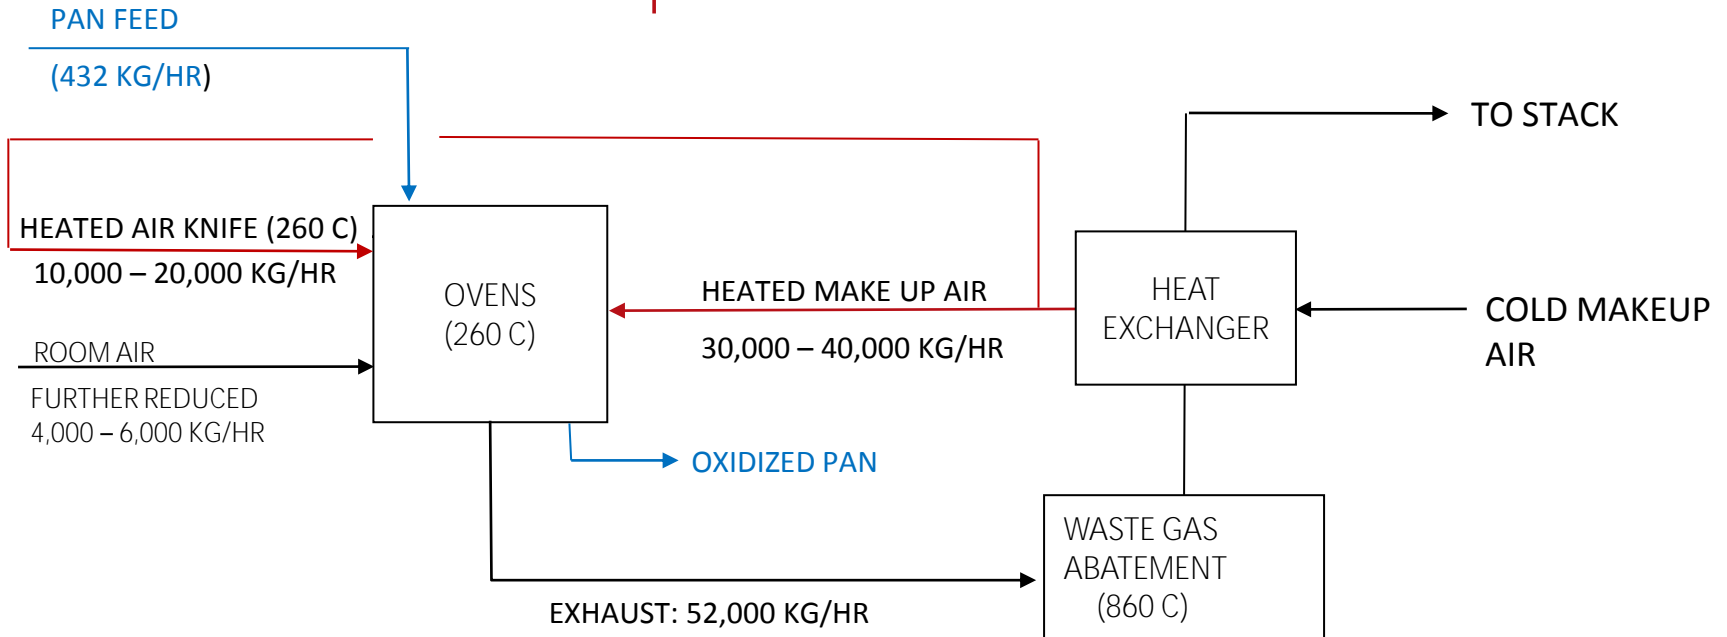 PAN FEED
(432 KG/HR)
TO STACK
HEATED AIR KNIFE (260 C)
10,000 – 20,000 KG/HR
OVENS
(260 C)
HEATED MAKE UP AIR
30,000 – 40,000 KG/HR
HEAT
EXCHANGER
COLD MAKEUP
AIR
ROOM AIR
FURTHER REDUCED
4,000 – 6,000 KG/HR
OXIDIZED PAN
WASTE GAS
ABATEMENT
(860 C)
EXHAUST: 52,000 KG/HR